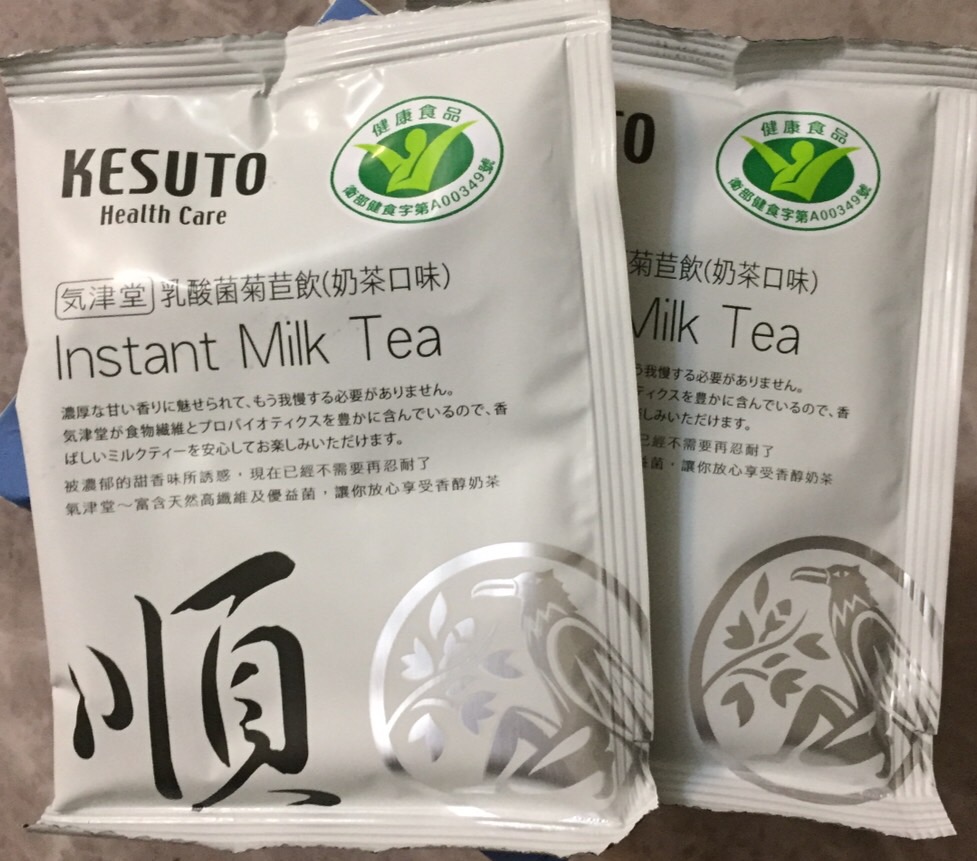 KESUTO
Health Care
健康食品
衛部健食字第A00349號
気津堂 乳酸菌菊苣飲(奶茶口味)
Instant Milk Tea
濃厚な甘い香りに魅せられて、もう我慢する必要がありません。
気津堂が食物繊維とプロバイオティクスを豊かに含んでいるので、香
ばしいミルクティーを安心してお楽しみいただけます。
被濃郁的甜香味所誘惑，現在已經不需要再忍耐了
氣津堂～富含天然高纖維及優益菌，讓你放心享受香醇奶茶
順
TO
健康食品
衛部健食字第A00349號
菊苣飲(奶茶口味)
Milk Tea
う我慢する必要がありません。
ティクスを豊かに含んでいるので、香
しみいただけます。
已經不需要再忍耐了
益菌，讓你放心享受香醇奶茶